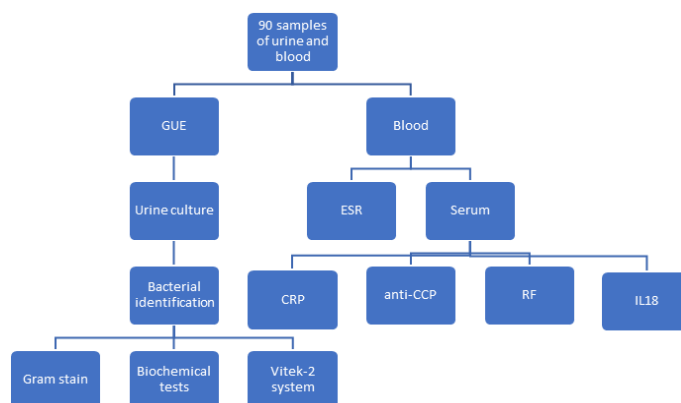 90 samples
of urine and
blood
GUE
Blood
Urine culture
ESR
Serum
Bacterial
identification
CRP
anti-CCP
RF
IL18
Gram stain
Biochemical
tests
Vitek-2
system